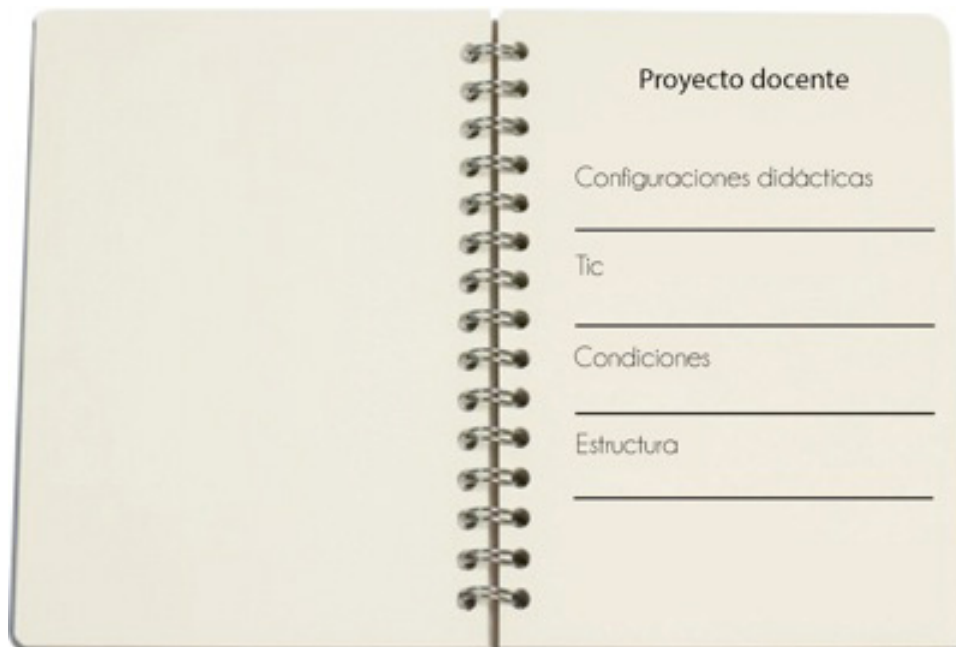 Proyecto docente
Configuraciones didácticas
Tic
Condiciones
Estructura